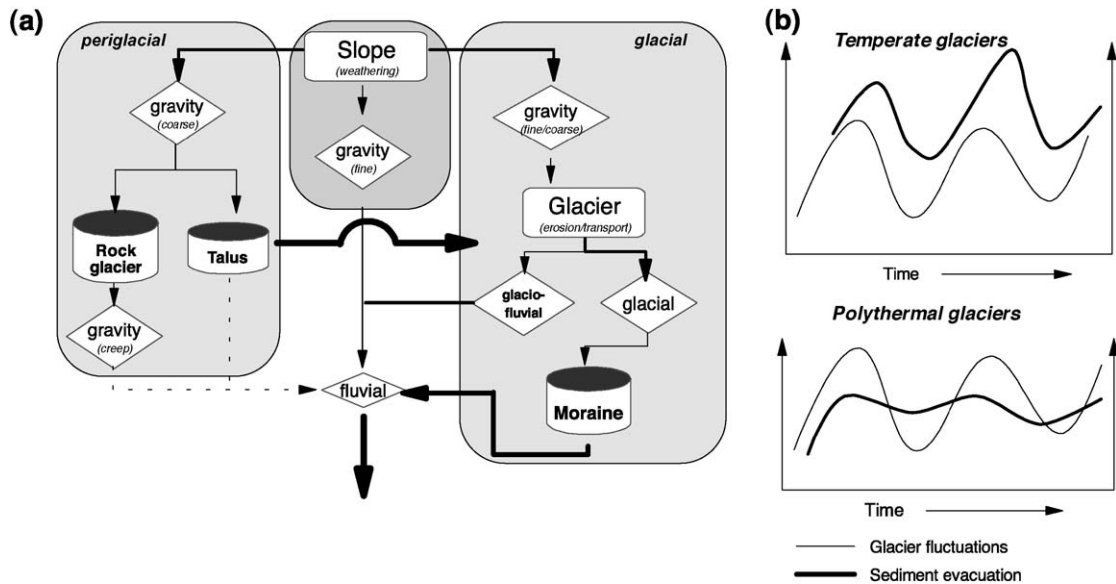 (a)
periglacial
Slope
(weathering)
glacial
gravity
(coarse)
gravity
(fine)
gravity
(fine/coarse)
Rock
glacier
Talus
Glacier
(erosion/transport)
gravity
(creep)
glacio-
fluvial
glacial
fluvial
Moraine
(b)
Temperate glaciers
Time
Polythermal glaciers
Time
Glacier fluctuations
Sediment evacuation